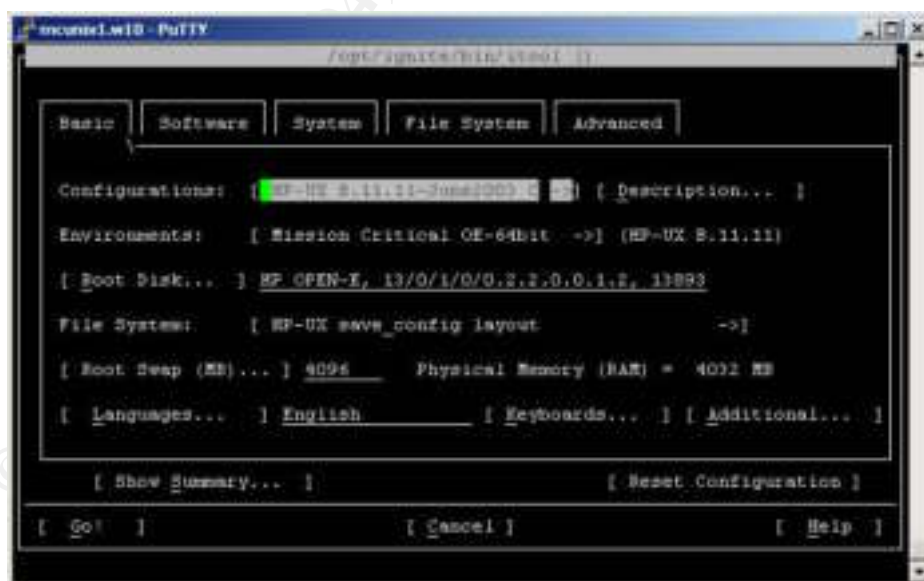 mcunix1.w10 - PuTTY
/opt/ignite/bin/itool ()
Basic Software System File System Advanced
Configurations: [ HP-UX B.11.11-June2003 C ->] [ Description... ]
Environments: [ Mission Critical OE-64bit ->] (HP-UX B.11.11)
[ Root Disk... ] HP OPEN-E, 13/0/1/0/0.2.2.0.0.1.2, 13893
File System: [ HP-UX save_config layout ->]
[ Root Swap (MB)... ] 4096 Physical Memory (RAM) = 4032 MB
[ Languages... ] English [ Keyboards... ] [ Additional... ]
[ Show Summary... ] [ Reset Configuration ]
[ Go! ] [ Cancel ] [ Help ]